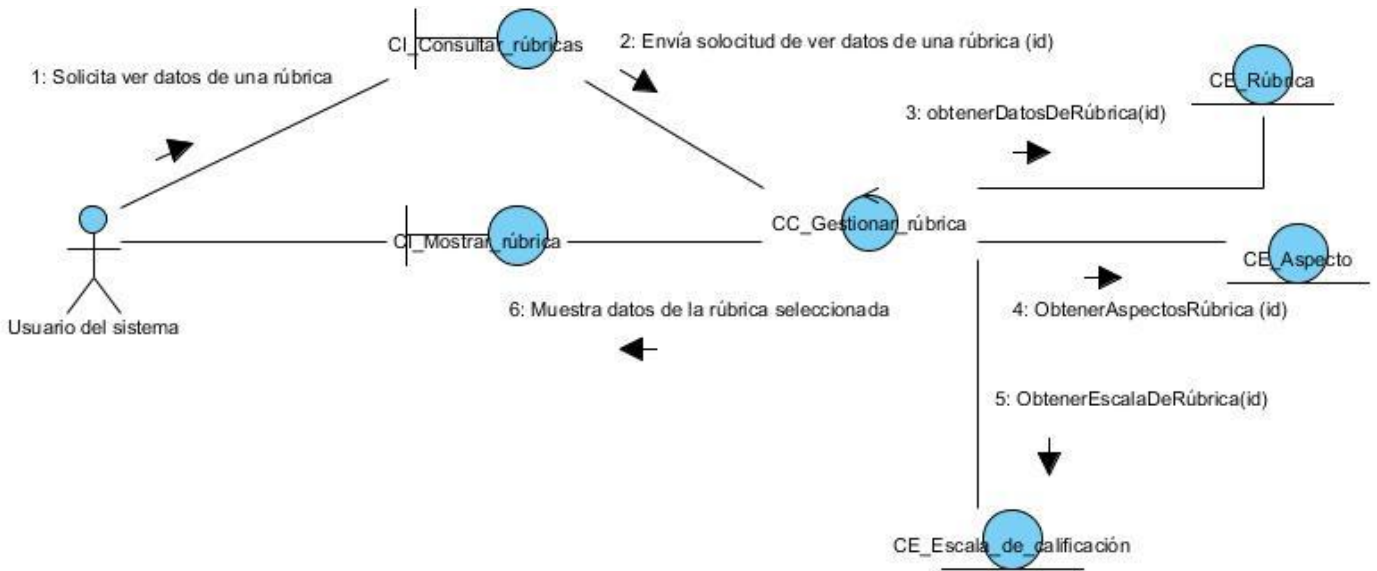 CI_Consultar_rúbricas
2: Envía solocitud de ver datos de una rúbrica (id)
1: Solicita ver datos de una rúbrica
CE_Rúbrica
3: obtenerDatosDeRúbrica(id)
CC_Gestionar_rúbrica
CI_Mostrar_rúbrica
CE_Aspecto
6: Muestra datos de la rúbrica seleccionada
4: ObtenerAspectosRúbrica (id)
Usuario del sistema
5: ObtenerEscalaDeRúbrica(id)
CE_Escala_de_calificación